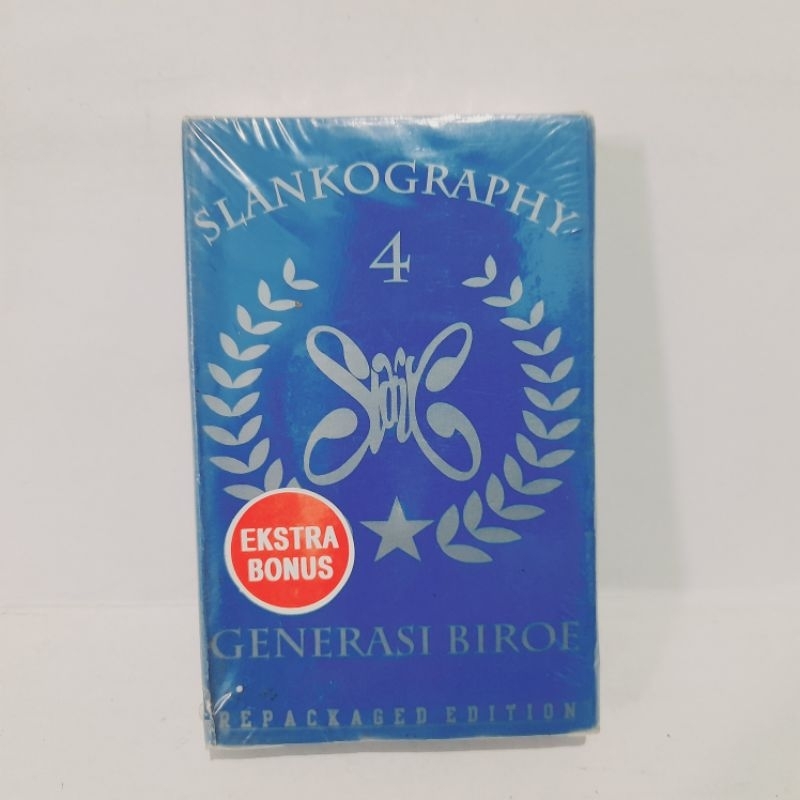 SLANKOGRAPHY
4
Slank
EKSTRA
BONUS
GENERASI BIROE
REPACKAGED EDITION